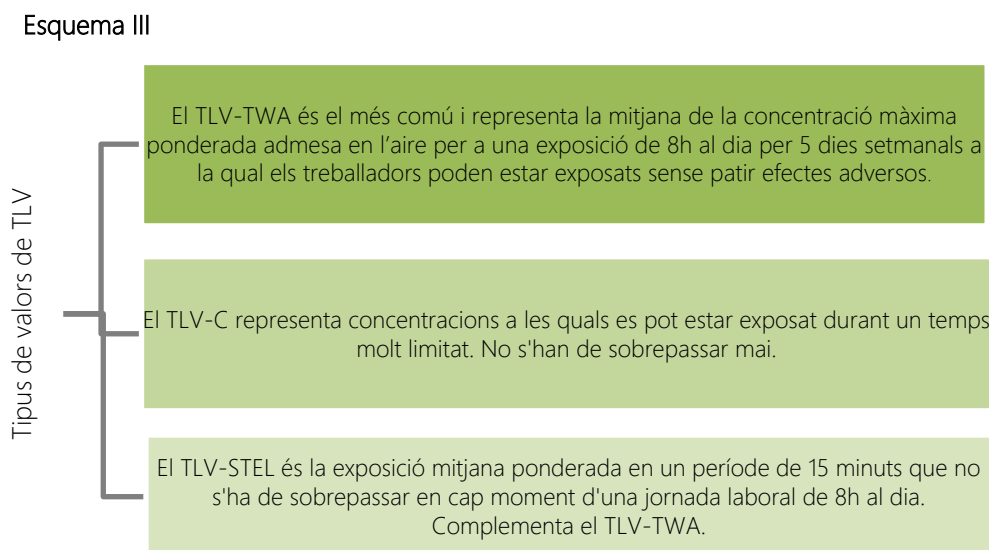 Esquema III
Tipus de valors de TLV
El TLV-TWA és el més comú i representa la mitjana de la concentració màxima
ponderada admesa en l’aire per a una exposició de 8h al dia per 5 dies setmanals a
la qual els treballadors poden estar exposats sense patir efectes adversos.
El TLV-C representa concentracions a les quals es pot estar exposat durant un temps
molt limitat. No s'han de sobrepassar mai.
El TLV-STEL és la exposició mitjana ponderada en un període de 15 minuts que no
s'ha de sobrepassar en cap moment d'una jornada laboral de 8h al dia.
Complementa el TLV-TWA.